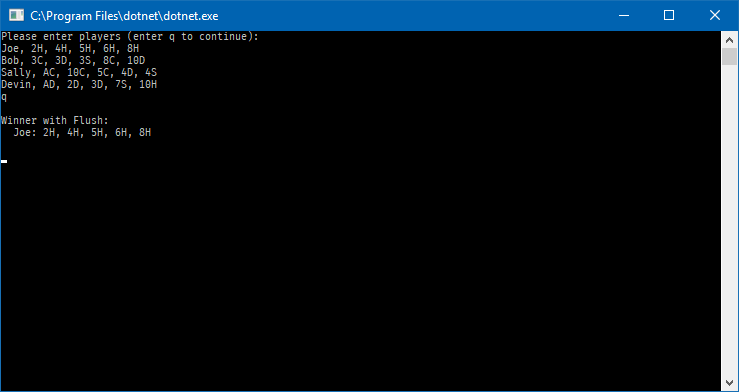 C:\Program Files\dotnet\dotnet.exe
Please enter players (enter q to continue):
Joe, 2H, 4H, 5H, 6H, 8H
Bob, 3C, 3D, 3S, 8C, 10D
Sally, AC, 10C, 5C, 4D, 4S
Devin, AD, 2D, 3D, 7S, 10H
q
Winner with Flush:
Joe: 2H, 4H, 5H, 6H, 8H